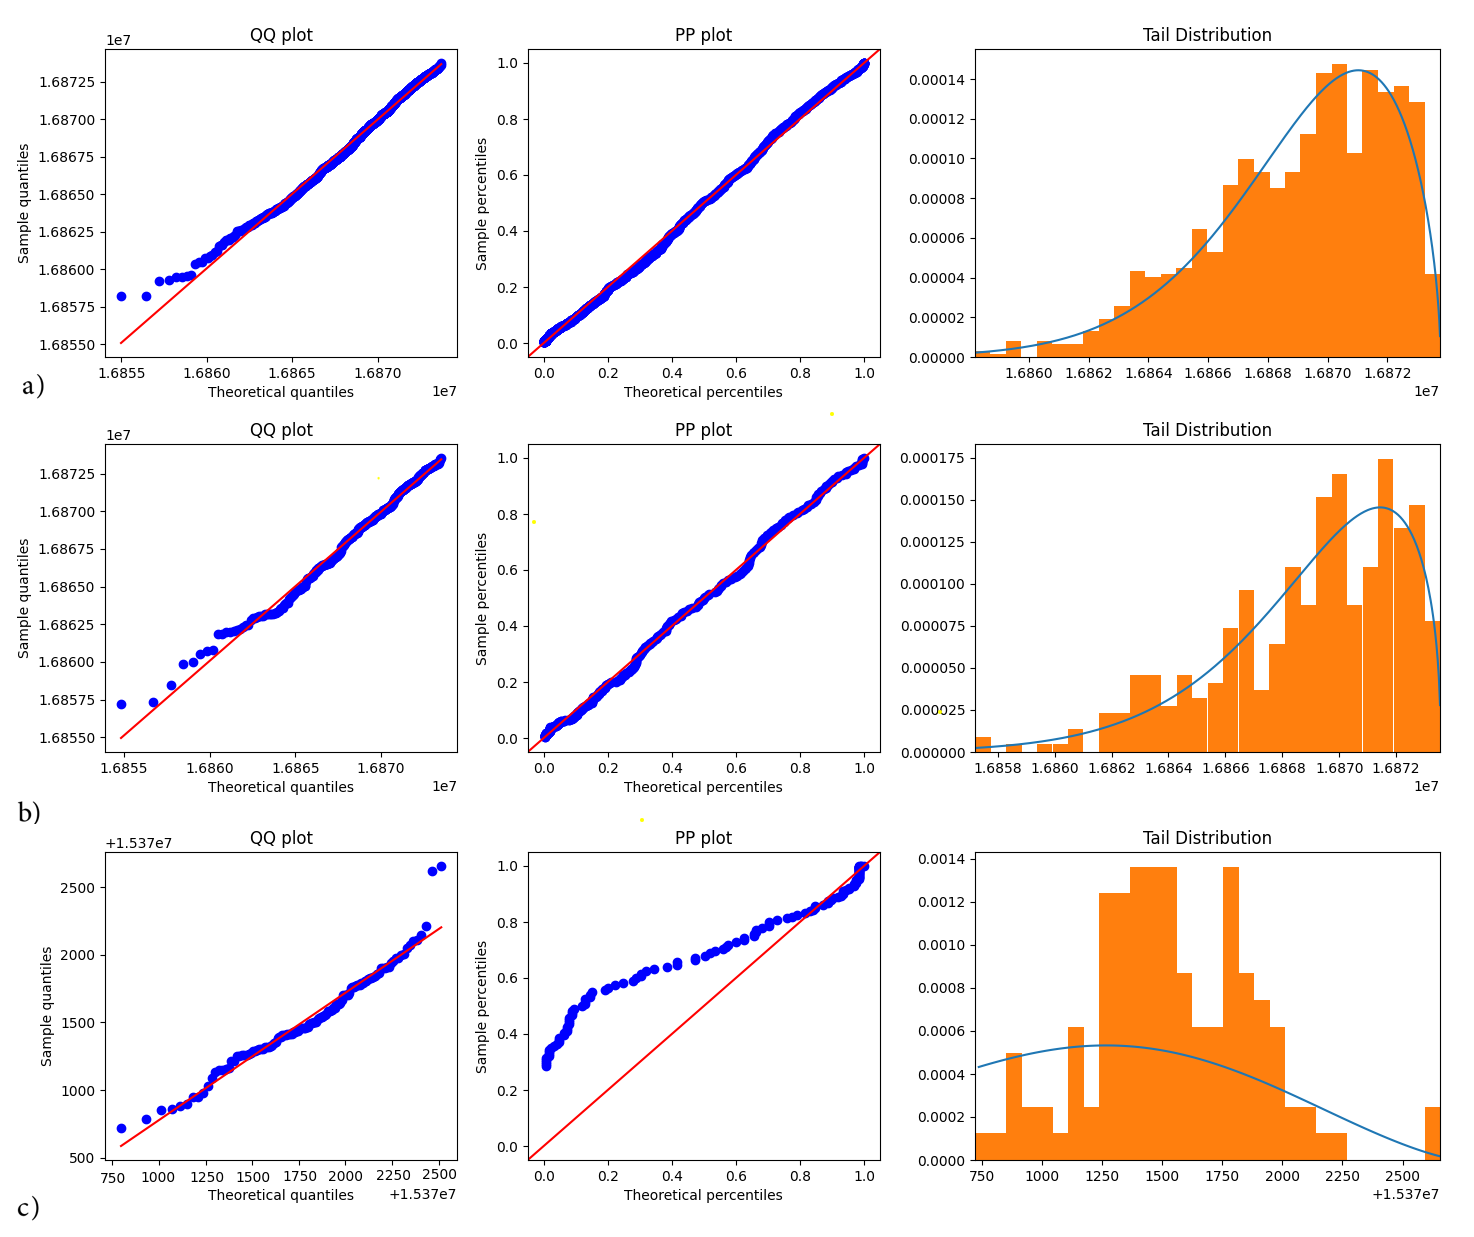 QQ plot PP plot Tail Distribution
1e7
1.68725
1.68700
1.68675
1.68650
1.68625
1.68600
1.68575
1.68550
Sample quantiles
1.6855 1.6860 1.6865 1.6870
Theoretical quantiles 1e7
1.0
0.8
0.6
0.4
0.2
0.0
Sample percentiles
0.0 0.2 0.4 0.6 0.8 1.0
Theoretical percentiles
0.00014
0.00012
0.00010
0.00008
0.00006
0.00004
0.00002
0.00000
1.6860 1.6862 1.6864 1.6866 1.6868 1.6870 1.6872
1e7
a)
QQ plot PP plot Tail Distribution
1e7
1.68725
1.68700
1.68675
1.68650
1.68625
1.68600
1.68575
1.68550
Sample quantiles
1.6855 1.6860 1.6865 1.6870
Theoretical quantiles 1e7
1.0
0.8
0.6
0.4
0.2
0.0
Sample percentiles
0.0 0.2 0.4 0.6 0.8 1.0
Theoretical percentiles
0.000175
0.000150
0.000125
0.000100
0.000075
0.000050
0.000025
0.000000
1.6858 1.6860 1.6862 1.6864 1.6866 1.6868 1.6870 1.6872
1e7
b)
QQ plot PP plot Tail Distribution
+1.537e7
2500
2000
1500
1000
500
Sample quantiles
750 1000 1250 1500 1750 2000 2250 2500
Theoretical quantiles +1.537e7
1.0
0.8
0.6
0.4
0.2
0.0
Sample percentiles
0.0 0.2 0.4 0.6 0.8 1.0
Theoretical percentiles
0.0014
0.0012
0.0010
0.0008
0.0006
0.0004
0.0002
0.0000
750 1000 1250 1500 1750 2000 2250 2500
+1.537e7
c)